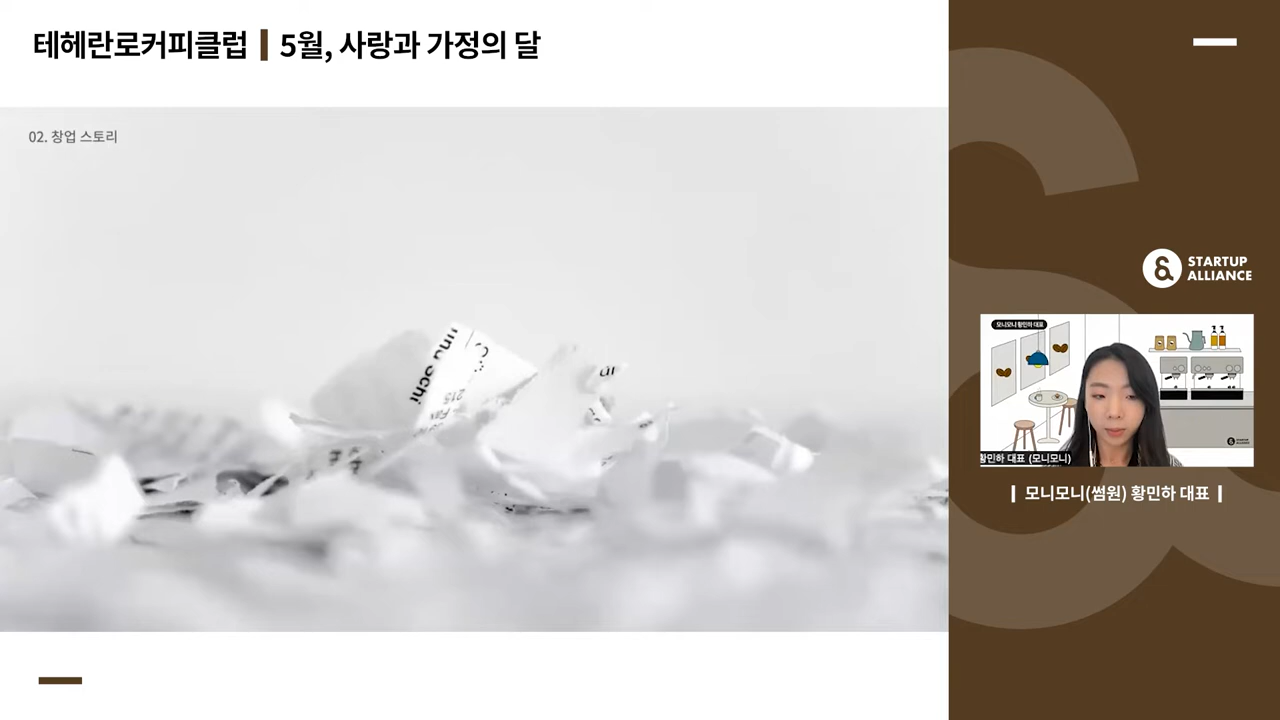 테헤란로커피클럽 | 5월, 사랑과 가정의 달
02. 창업 스토리
STARTUP
ALLIANCE
모니모니 황민하 대표
황민하 대표 (모니모니)
| 모니모니(썸원) 황민하 대표 |